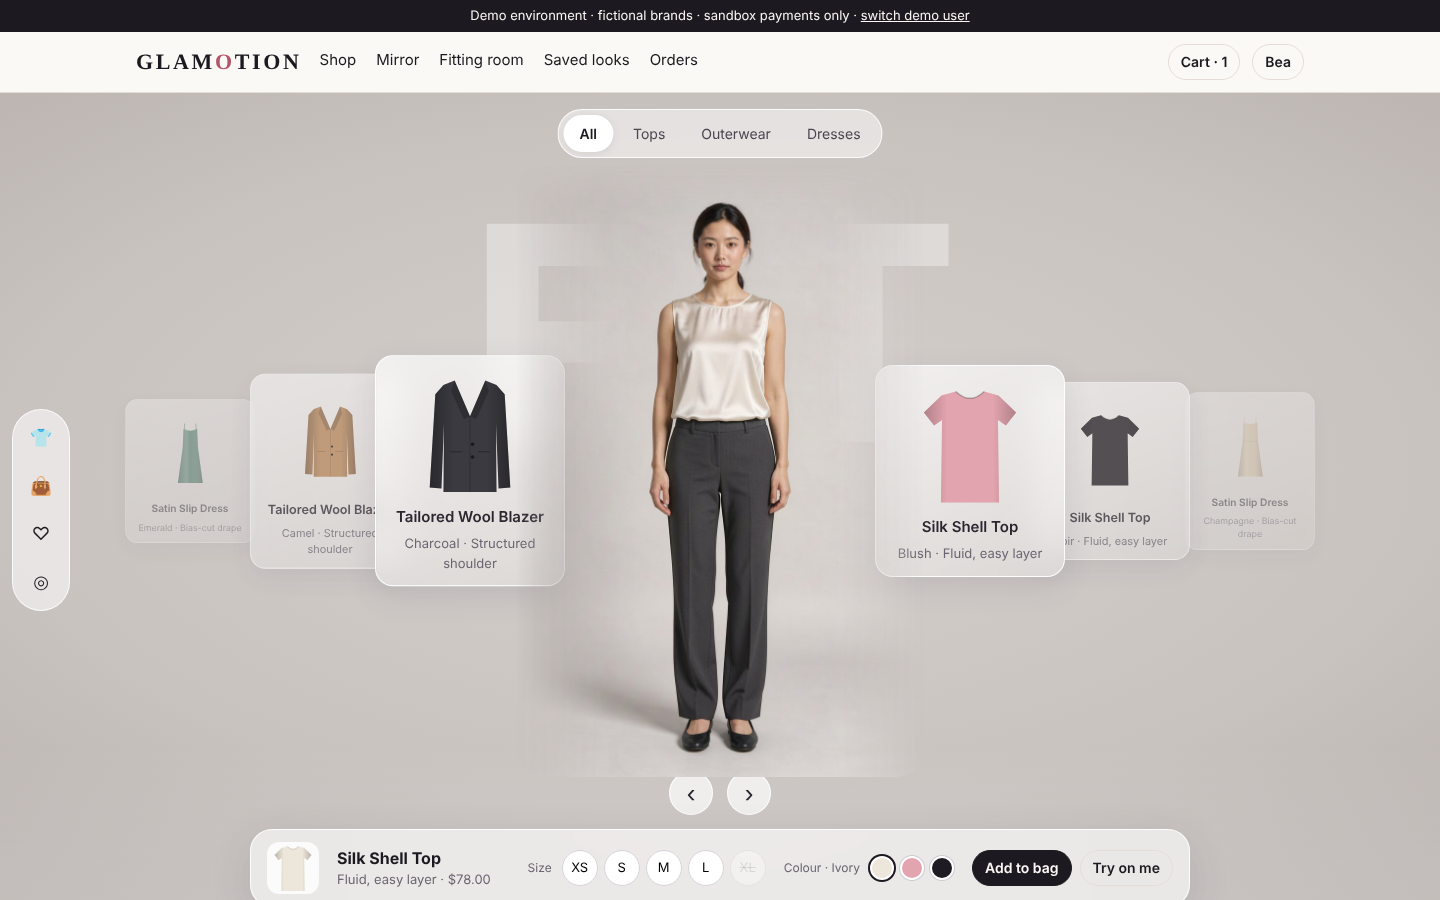 Demo environment · fictional brands · sandbox payments only · switch demo user
GLAMOTION
Shop
Mirror
Fitting room
Saved looks
Orders
Cart · 1
Bea
All
Tops
Outerwear
Dresses
Satin Slip Dress
Emerald · Bias-cut drape
Tailored Wool
Camel · Structured
shoulder
Tailored Wool Blazer
Charcoal · Structured
shoulder
Silk Shell Top
Blush · Fluid, easy layer
Silk Shell Top
· Fluid, easy layer
Satin Slip Dress
Champagne · Bias-cut
drape
‹ ›
Silk Shell Top
Fluid, easy layer · $78.00
Size
XS
S
M
L
XL
Colour · Ivory
Add to bag
Try on me